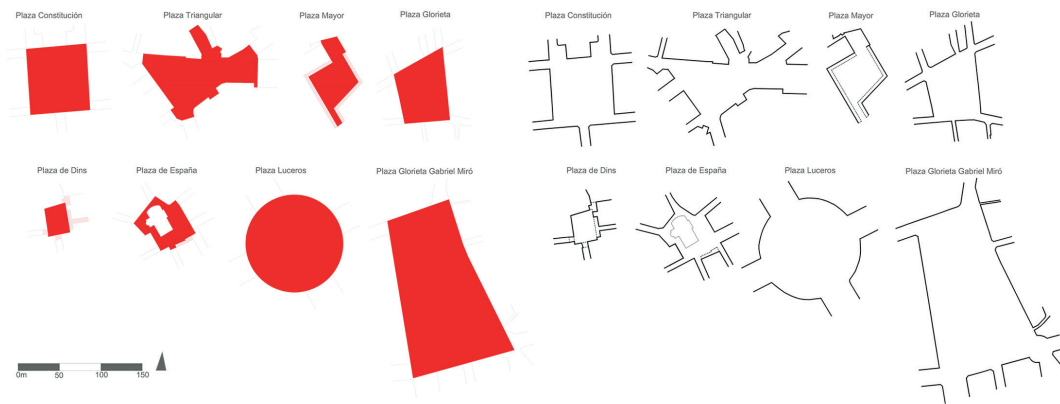 Plaza Constitución
Plaza Triangular
Plaza Mayor
Plaza Glorieta
Plaza Constitución
Plaza Triangular
Plaza Mayor
Plaza Glorieta
Plaza de Dins
Plaza de España
Plaza Luceros
Plaza Glorieta Gabriel Miró
Plaza de Dins
Plaza de España
Plaza Luceros
Plaza Glorieta Gabriel Miró
0m 50 100 150